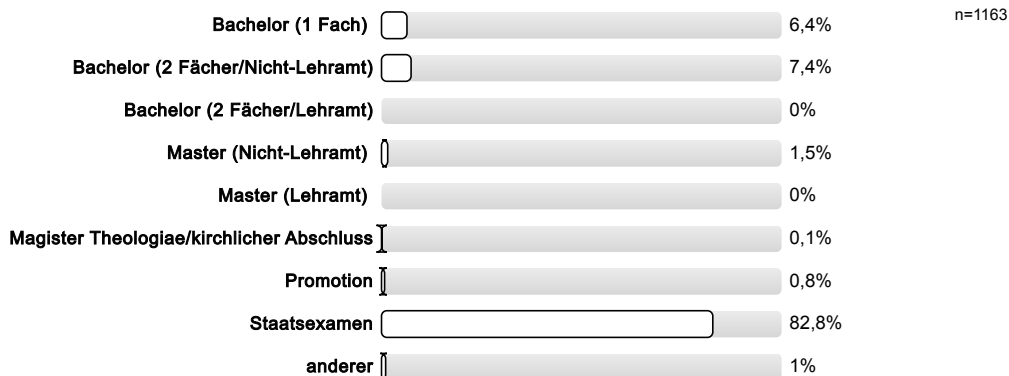 n=1163
Bachelor (1 Fach) 6,4%
Bachelor (2 Fächer/Nicht-Lehramt) 7,4%
Bachelor (2 Fächer/Lehramt) 0%
Master (Nicht-Lehramt) 1,5%
Master (Lehramt) 0%
Magister Theologiae/kirchlicher Abschluss 0,1%
Promotion 0,8%
Staatsexamen 82,8%
anderer 1%